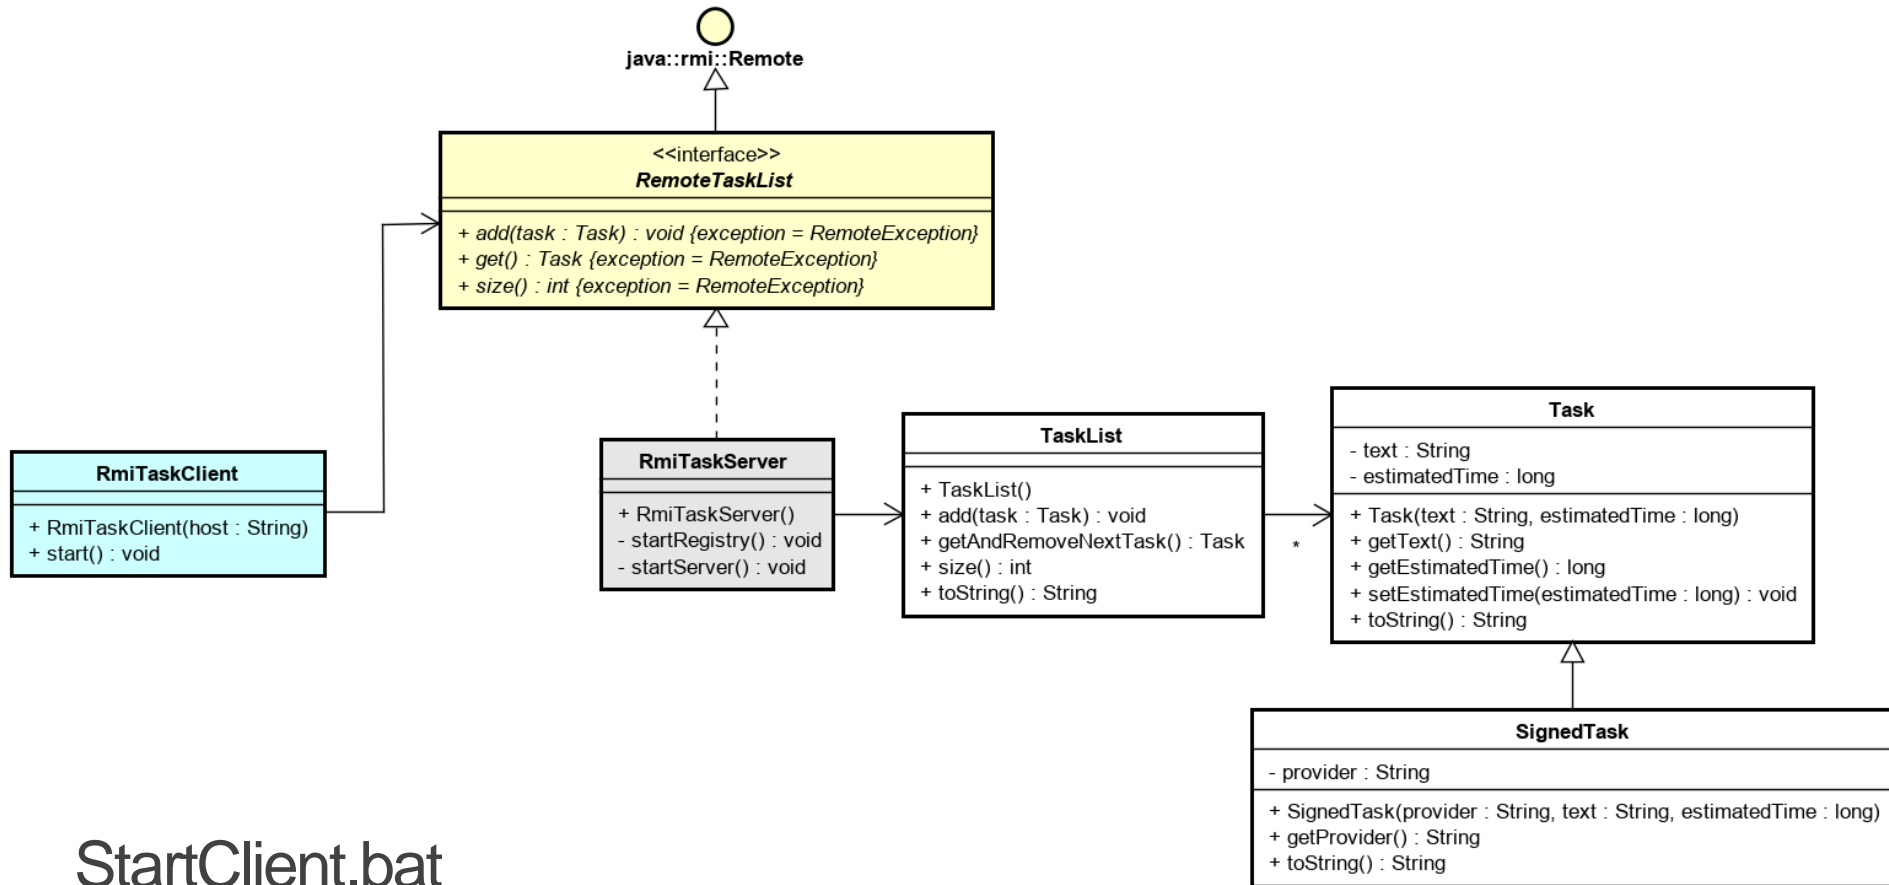 java::rmi::Remote
<<interface>>
RemoteTaskList
+ add(task : Task) : void {exception = RemoteException}
+ get() : Task {exception = RemoteException}
+ size() : int {exception = RemoteException}
RmiTaskClient
+ RmiTaskClient(host : String)
+ start() : void
RmiTaskServer
+ RmiTaskServer()
- startRegistry() : void
- startServer() : void
TaskList
+ TaskList()
+ add(task : Task) : void
+ getAndRemoveNextTask() : Task
+ size() : int
+ toString() : String
*
Task
- text : String
- estimatedTime : long
+ Task(text : String, estimatedTime : long)
+ getText() : String
+ getEstimatedTime() : long
+ setEstimatedTime(estimatedTime : long) : void
+ toString() : String
SignedTask
- provider : String
+ SignedTask(provider : String, text : String, estimatedTime : long)
+ getProvider() : String
+ toString() : String
StartClient.bat